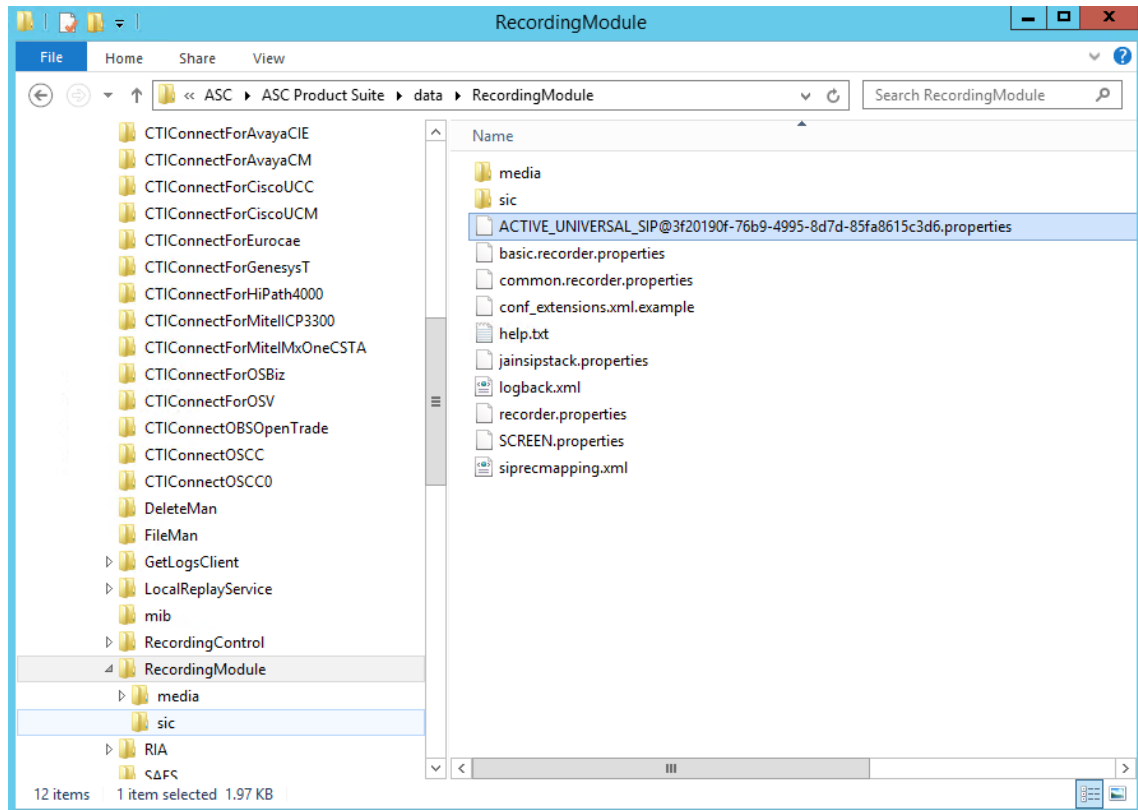 RecordingModule
File Home Share View
« ASC ASC Product Suite data RecordingModule Search RecordingModule
CTIConnectForAvayaCIE
CTIConnectForAvayaCM
CTIConnectForCiscoUCC
CTIConnectForCiscoUCM
CTIConnectForEurocae
CTIConnectForGenesysT
CTIConnectForHiPath4000
CTIConnectForMitelICP3300
CTIConnectForMitelMxOneCSTA
CTIConnectForOSBiz
CTIConnectForOSV
CTIConnectOBSOpenTrade
CTIConnectOSCC
CTIConnectOSCC0
DeleteMan
FileMan
GetLogsClient
LocalReplayService
mib
RecordingControl
RecordingModule
media
sic
RIA
SAFS
Name
media
sic
ACTIVE_UNIVERSAL_SIP@3f20190f-76b9-4995-8d7d-85fa8615c3d6.properties
basic.recorder.properties
common.recorder.properties
conf_extensions.xml.example
help.txt
jainsipstack.properties
logback.xml
recorder.properties
SCREEN.properties
siprecmapping.xml
12 items 1 item selected 1.97 KB